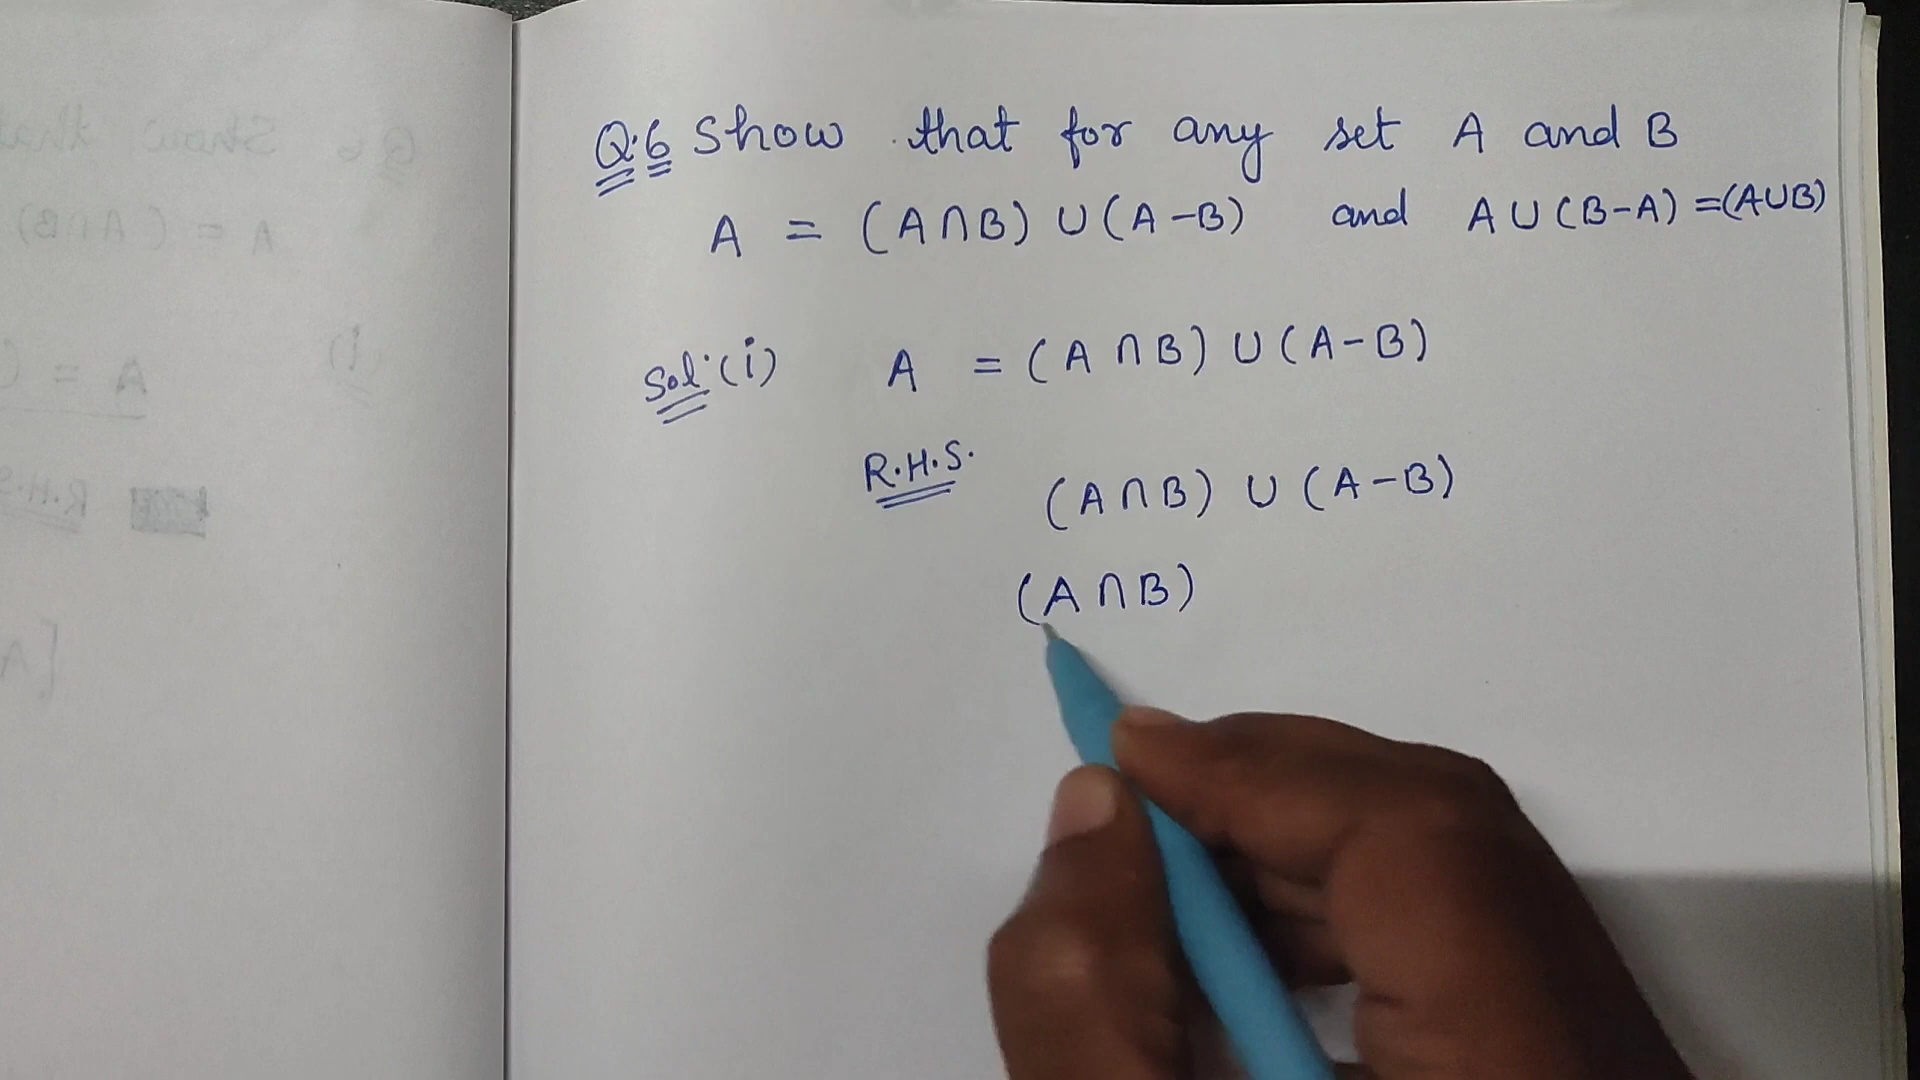 Q.6 Show that for any set A and B
A = (A∩B) ∪ (A-B) and A∪(B-A) = (A∪B)
Sol. (i) A = (A∩B) ∪ (A-B)
R.H.S. (A∩B) ∪ (A-B)
(A∩B)